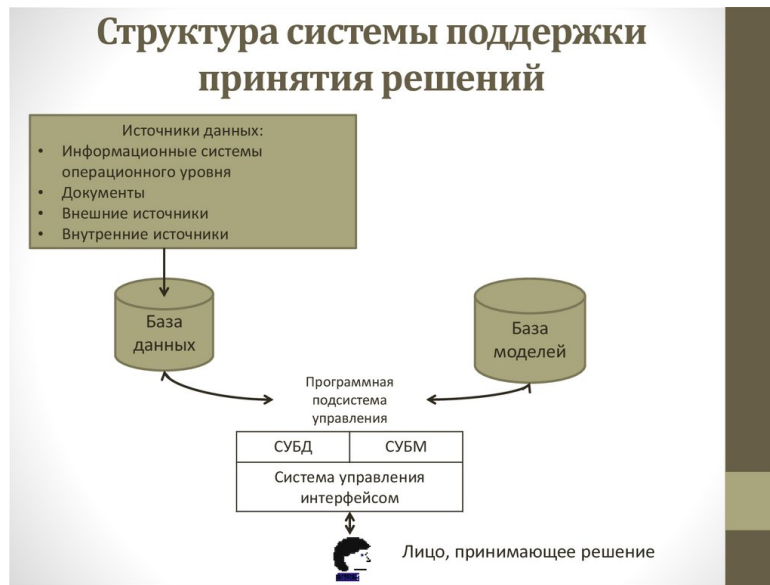 Структура системы поддержки
принятия решений
Источники данных:
• Информационные системы
операционного уровня
• Документы
• Внешние источники
• Внутренние источники
База
данных
База
моделей
Программная
подсистема
управления
СУБД
СУБМ
Система управления
интерфейсом
Лицо, принимающее решение